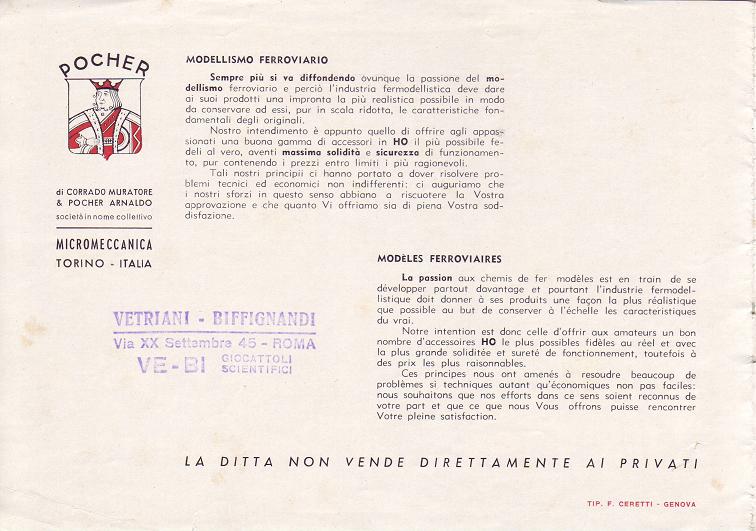 POCHER
di CORRADO MURATORE
& POCHER ARNALDO
società in nome collettivo
MICROMECCANICA
TORINO - ITALIA
MODELLISMO FERROVIARIO
Sempre più si va diffondendo ovunque la passione del mo-
dellismo ferroviario e perciò l'industria fermodellistica deve dare
ai suoi prodotti una impronta la più realistica possibile in modo
da conservare ad essi, pur in scala ridotta, le caratteristiche fon-
damentali degli originali.
Nostro intendimento è appunto quello di offrire agli appas-
sionati una buona gamma di accessori in HO il più possibile fe-
deli al vero, aventi massima solidità e sicurezza di funzionamen-
to, pur contenendo i prezzi entro limiti i più ragionevoli.
Tali nostri principii ci hanno portato a dover risolvere pro-
blemi tecnici ed economici non indifferenti: ci auguriamo che
i nostri sforzi in questo senso abbiano a riscuotere la Vostra
approvazione e che quanto Vi offriamo sia di piena Vostra sod-
disfazione.
MODÈLES FERROVIAIRES
La passion aux chemis de fer modèles est en train de se
développer partout davantage et pourtant l'industrie fermodel-
listique doit donner à ses produits une façon la plus réalistique
que possible au but de conserver à l'échelle les caractéristiques
du vrai.
Notre intention est donc celle d'offrir aux amateurs un bon
nombre d'accessoires HO le plus possibles fidèles au réel et avec
la plus grande soliditée et sureté de fonctionnement, toutefois à
des prix les plus raisonnables.
Ces principes nous ont amenés à resoudre beaucoup de
problèmes si techniques autant qu'économiques non pas faciles:
nous souhaitons que nos efforts dans ce sens soient reconnus de
votre part et que ce que nous Vous offrons puisse rencontrer
Votre pleine satisfaction.
VETRIANI - BIFFIGNANDI
Via XX Settembre 45 - ROMA
VE-BI GIOCATTOLI
SCIENTIFICI
LA DITTA NON VENDE DIRETTAMENTE AI PRIVATI
TIP. F. CERETTI - GENOVA